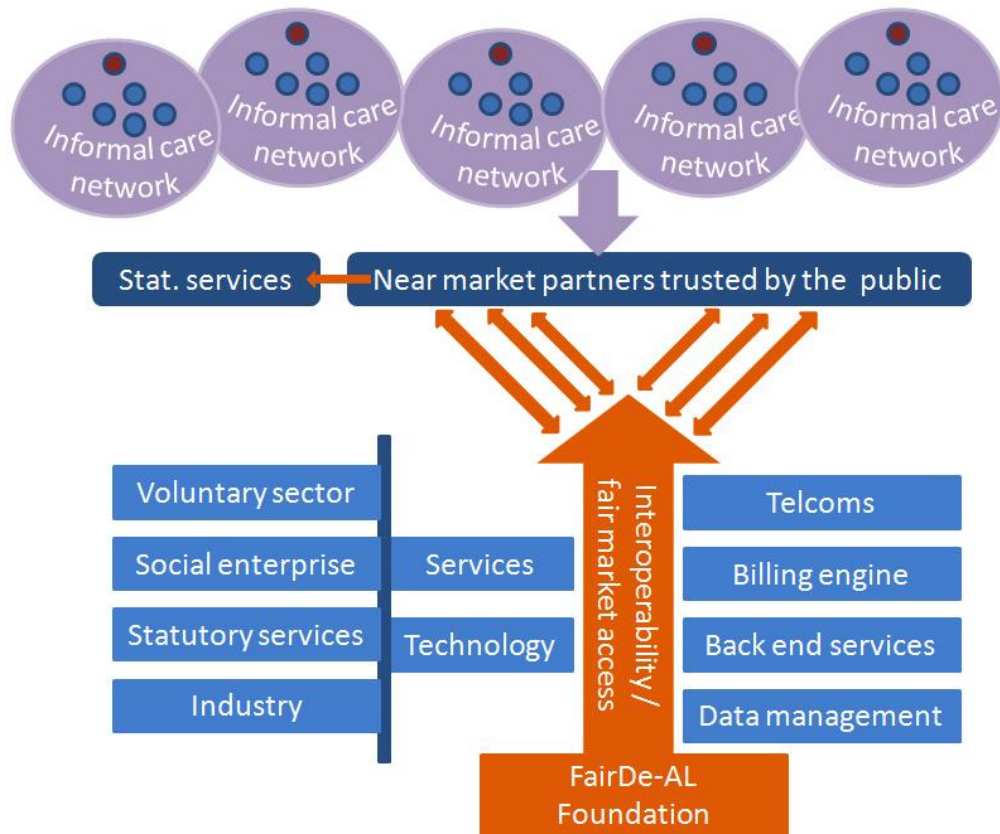 Informal care
network
Informal care
network
Informal care
network
Informal care
network
Informal care
network
Stat. services
Near market partners trusted by the public
Voluntary sector
Social enterprise
Statutory services
Industry
Services
Technology
Interoperability/
fair market access
Telcoms
Billing engine
Back end services
Data management
FairDe-AL
Foundation